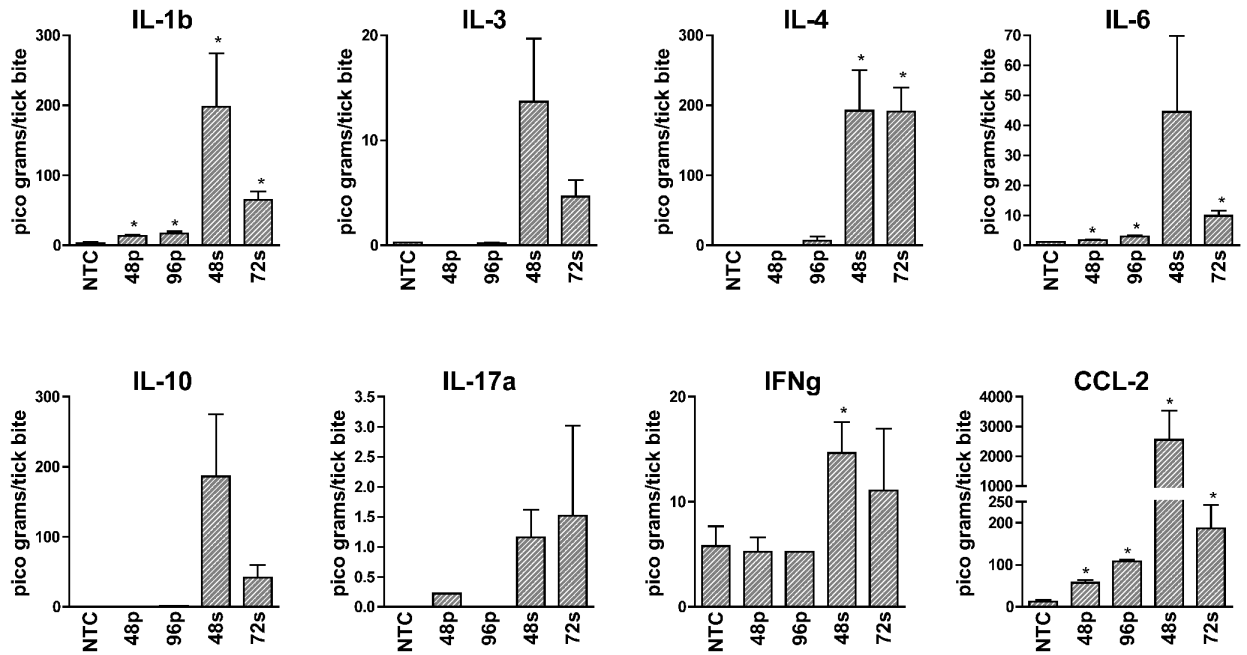 IL-1b
pico grams/tick bite
300
200
100
0
*
*
*
*
NTC
48p
96p
48s
72s
IL-3
pico grams/tick bite
20
10
0
NTC
48p
96p
48s
72s
IL-4
pico grams/tick bite
300
200
100
0
*
*
NTC
48p
96p
48s
72s
IL-6
pico grams/tick bite
70
60
50
40
30
20
10
0
*
*
*
NTC
48p
96p
48s
72s
IL-10
pico grams/tick bite
300
200
100
0
NTC
48p
96p
48s
72s
IL-17a
pico grams/tick bite
3.5
3.0
2.5
2.0
1.5
1.0
0.5
0.0
NTC
48p
96p
48s
72s
IFNg
pico grams/tick bite
20
10
0
*
NTC
48p
96p
48s
72s
CCL-2
pico grams/tick bite
4000
3000
2000
1000
250
200
100
0
*
*
*
*
NTC
48p
96p
48s
72s